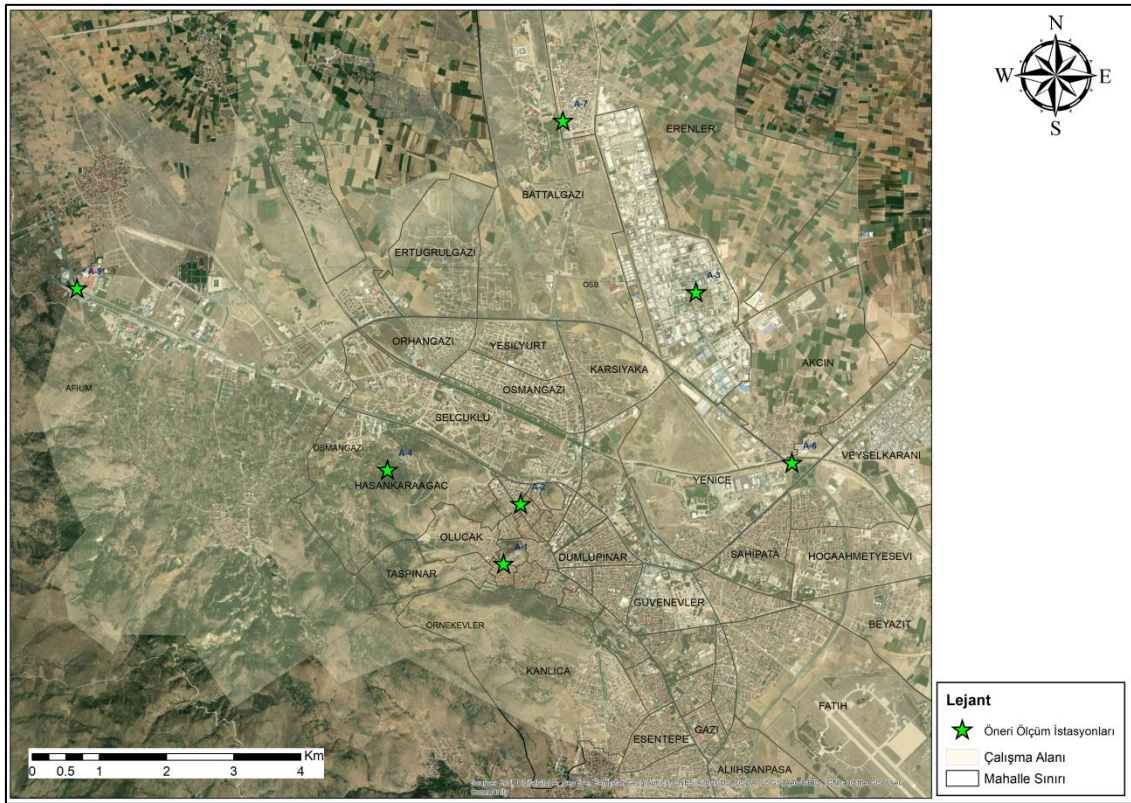 N
W
E
S
A-7
ERENLER
BATTALGAZI
ERTUGRULGAZI
A-3
OSB
ORHANGAZI
YESILYURT
KARSIYAKA
AKCIN
AFIUM
OSMANGAZI
SELCUKLU
OSMANGAZI
A-4
A-6
VEYSELKARANI
HASANKARAAGAC
YENICE
A-2
OLUCAK
A-1
DUMLUPINAR
SAHIPATA
HOCAAHMETYESEVI
TASPINAR
GUVENEVLER
ÖRNEKEVLER
BEYAZIT
KANLICA
FATIH
GAZI
ESENTEPE
ALIIHSANPASA
Km
0 0.5 1 2 3 4
Community
Lejant
Öneri Ölçüm İstasyonları
Çalışma Alanı
Mahalle Sınırı